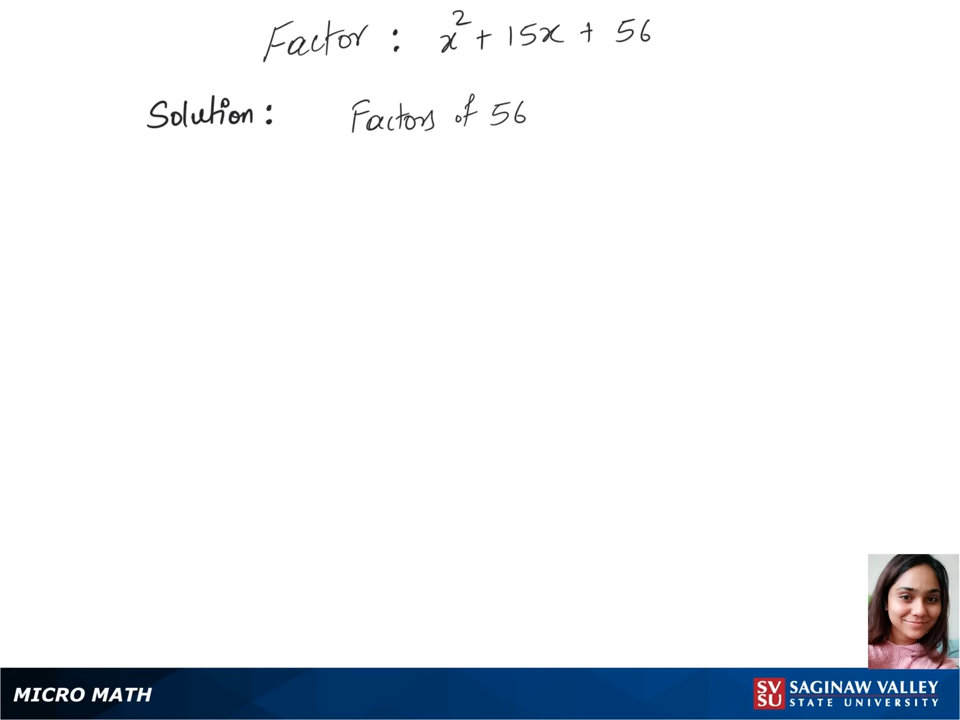 Factor : x² + 15x + 56
Solution : Factors of 56
MICRO MATH
SV SU SAGINAW VALLEY
STATE UNIVERSITY